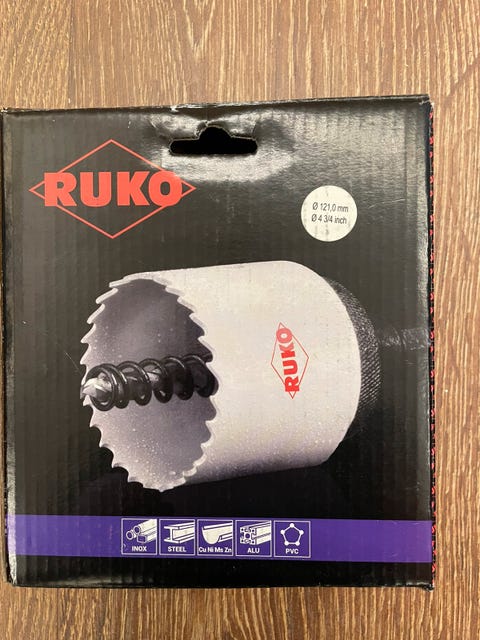 RUKO
Ø 121,0 mm
Ø 4 3/4 inch
RUKO
INOX
STEEL
Cu Ni Ms Zn
ALU
PVC